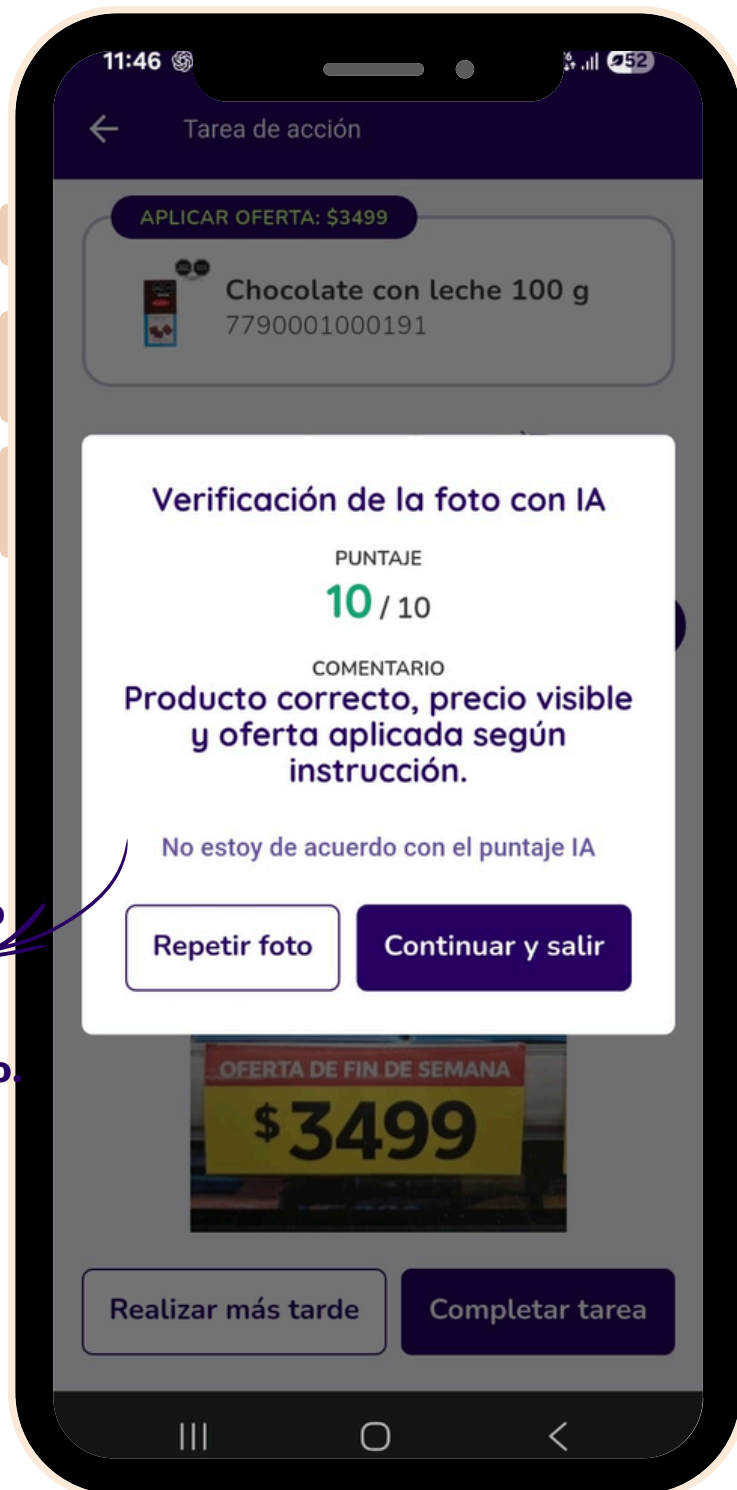 11:46
52
Tarea de acción
APLICAR OFERTA: $3499
Chocolate con leche 100 g
7790001000191
Verificación de la foto con IA
PUNTAJE
10 / 10
COMENTARIO
Producto correcto, precio visible
y oferta aplicada según
instrucción.
No estoy de acuerdo con el puntaje IA
Repetir foto
Continuar y salir
OFERTA DE FIN DE SEMANA
$3499
Realizar más tarde
Completar tarea